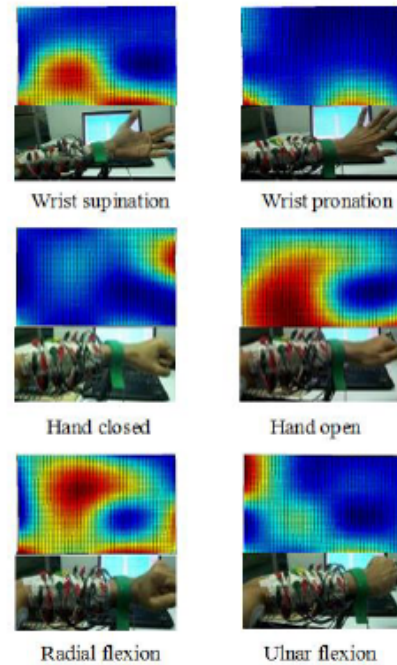 Wrist supination
Wrist pronation
Hand closed
Hand open
Radial flexion
Ulnar flexion